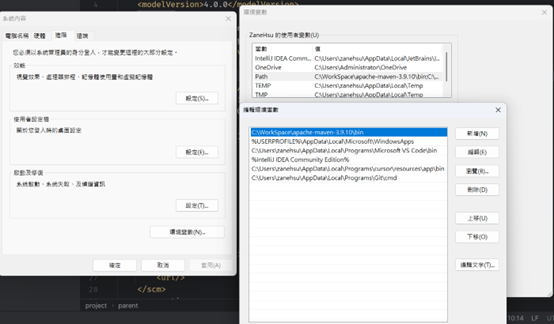 4
<modelVersion>4.0.0</modelVersion>
系統內容
電腦名稱 硬體 進階 遠端
您必須以系統管理員的身分登入，才能變更這裡的大部分設定。
效能
視覺效果、處理器排程、記憶體使用量和虛擬記憶體
設定(S)...
使用者設定檔
關於您登入時的桌面設定
設定(E)...
啟動及修復
系統啟動、系統失敗、及偵錯資訊
設定(T)...
環境變數(N)...
確定 取消 套用(A)
27 <url/>
28 </scm>
project › parent
環境變數
ZaneHsu 的使用者變數(U)
變數 值
IntelliJ IDEA Comm... C:\Users\zanehsu\AppData\Local\JetBrains\...
OneDrive C:\Users\Administrator\OneDrive
Path C:\WorkSpace\apache-maven-3.9.10\bin;C:\...
TEMP C:\Users\zanehsu\AppData\Local\Temp
TMP C:\Users\zanehsu\AppData\Local\Temp
編輯環境變數
C:\WorkSpace\apache-maven-3.9.10\bin
%USERPROFILE%\AppData\Local\Microsoft\WindowsApps
C:\Users\zanehsu\AppData\Local\Programs\Microsoft VS Code\bin
%IntelliJ IDEA Community Edition%
C:\Users\zanehsu\AppData\Local\Programs\cursor\resources\app\bin
C:\Users\zanehsu\AppData\Local\Programs\Git\cmd
新增(N)
編輯(E)
瀏覽(B)...
刪除(D)
上移(U)
下移(O)
編輯文字(T)...
10:14 LF